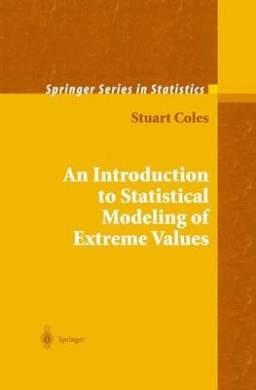 Springer Series in Statistics
Stuart Coles
An Introduction
to Statistical
Modeling of
Extreme Values
Springer